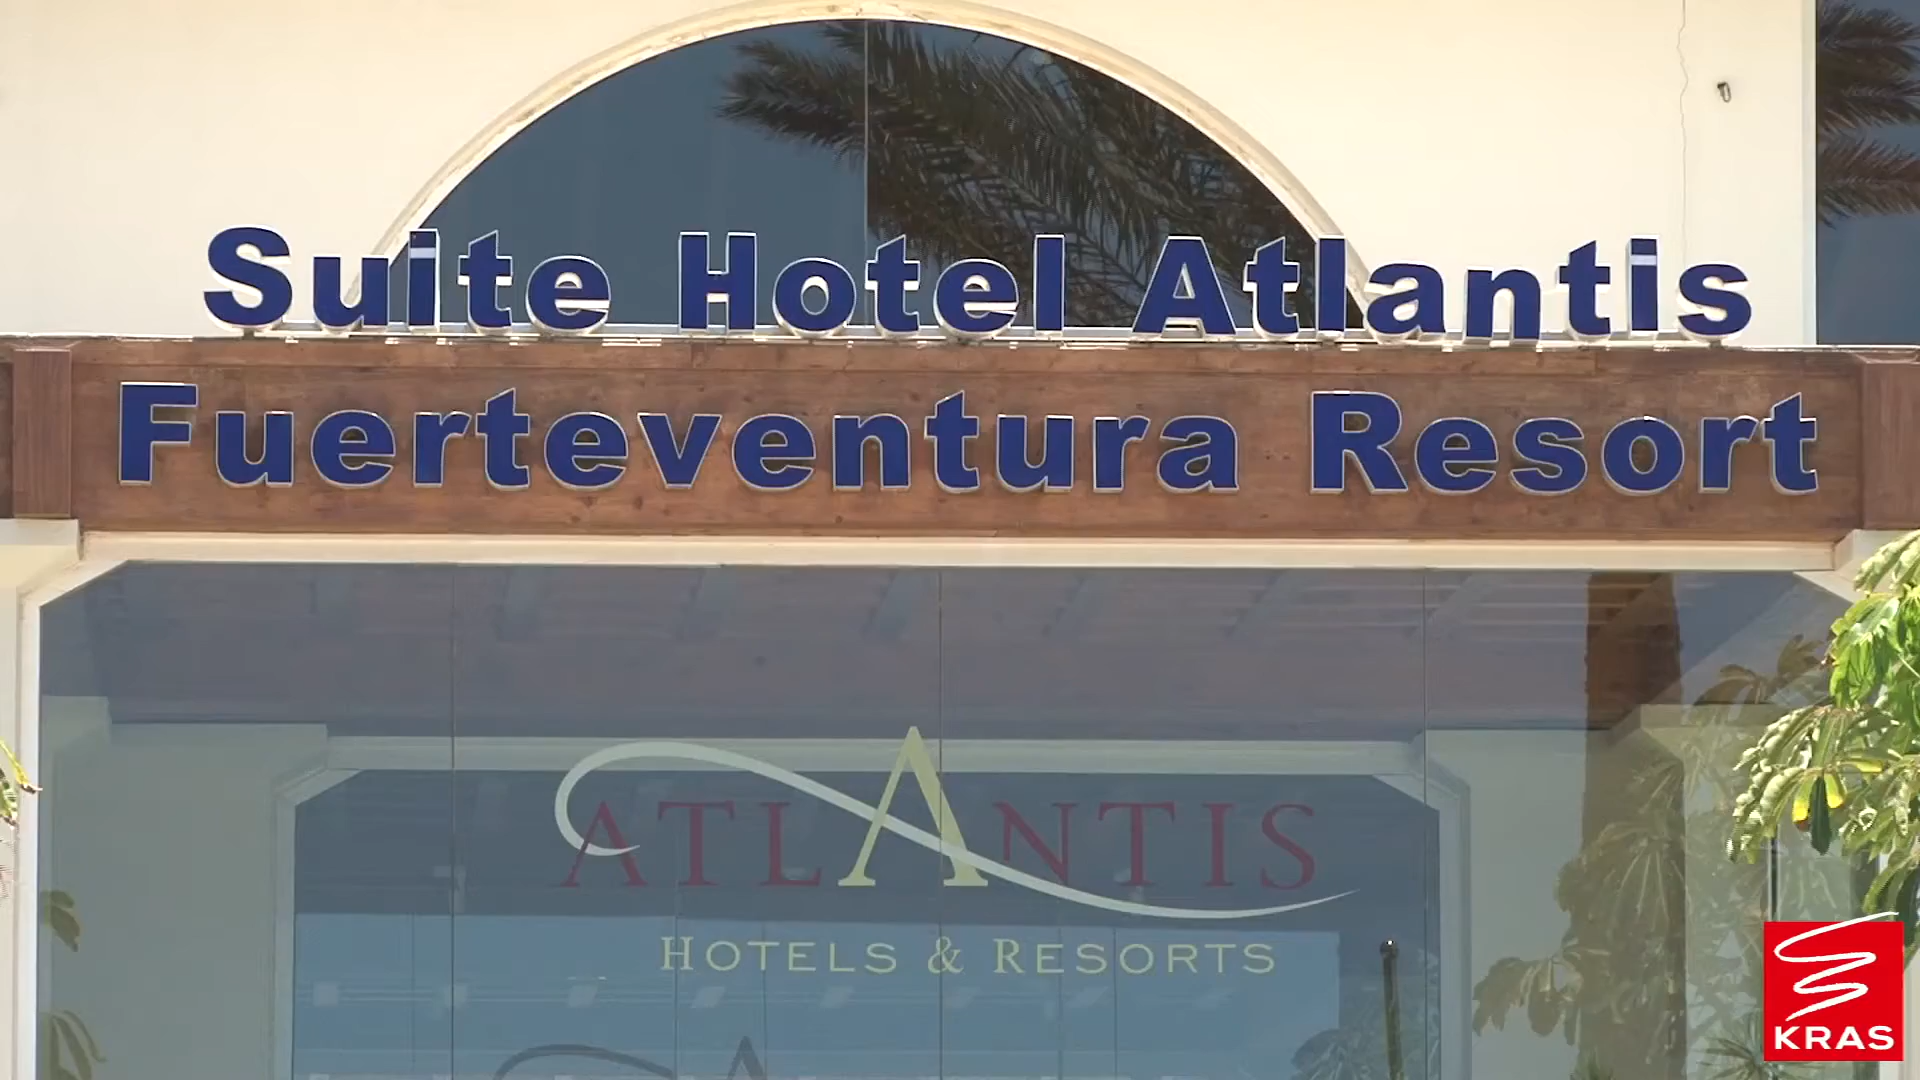 Suite Hotel Atlantis
Fuerteventura Resort
ATLANTIS
HOTELS & RESORTS
KRAS